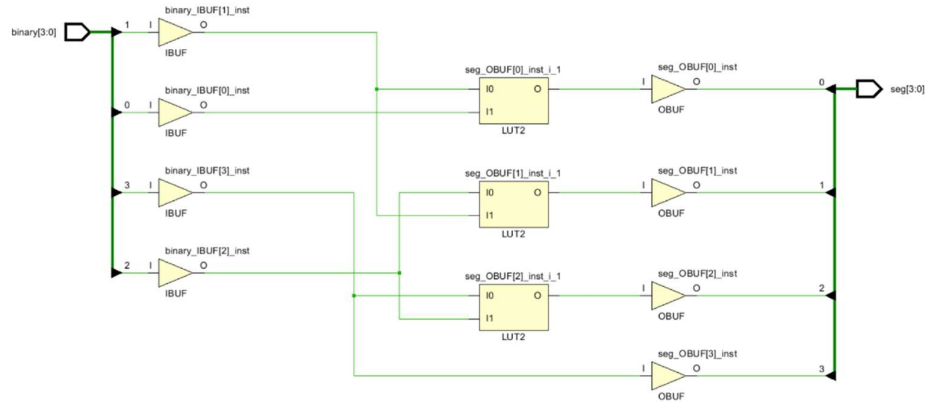 binary_IBUF[1]_inst
binary[3:0]
1 I O
IBUF
binary_IBUF[0]_inst
0 I O
IBUF
binary_IBUF[3]_inst
3 I O
IBUF
binary_IBUF[2]_inst
2 I O
IBUF
seg_OBUF[0]_inst_i_1
I0 O
I1
LUT2
seg_OBUF[1]_inst_i_1
I0 O
I1
LUT2
seg_OBUF[2]_inst_i_1
I0 O
I1
LUT2
seg_OBUF[0]_inst
I O 0
OBUF
seg_OBUF[1]_inst
I O 1
OBUF
seg_OBUF[2]_inst
I O 2
OBUF
seg_OBUF[3]_inst
I O 3
OBUF
seg[3:0]